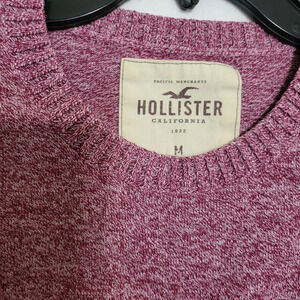 PACIFIC MERCHANTS
HOLLISTER
CALIFORNIA
1922
M